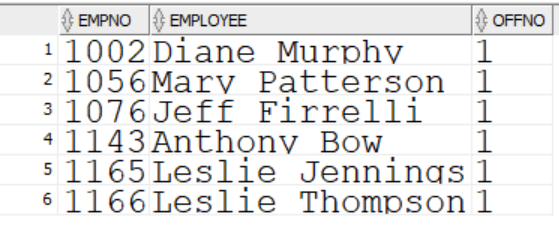 EMPNO EMPLOYEE OFFNO
1 1002 Diane Murphy 1
2 1056 Mary Patterson 1
3 1076 Jeff Firrelli 1
4 1143 Anthony Bow 1
5 1165 Leslie Jennings 1
6 1166 Leslie Thompson 1